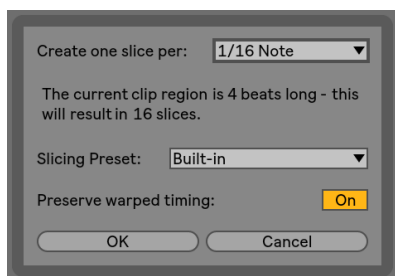 Create one slice per: 1/16 Note
The current clip region is 4 beats long - this
will result in 16 slices.
Slicing Preset: Built-in
Preserve warped timing: On
OK Cancel